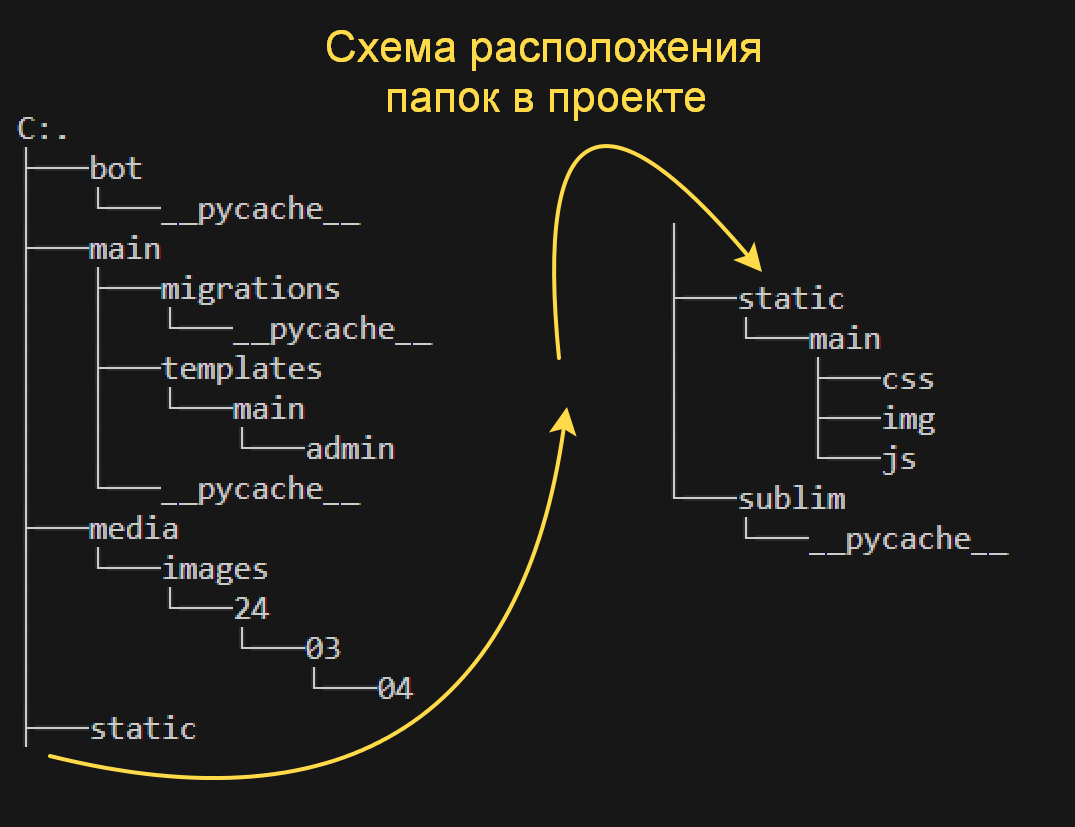 Схема расположения
папок в проекте
C:.
bot
__pycache__
main
migrations
__pycache__
templates
main
admin
__pycache__
media
images
24
03
04
static
static
main
css
img
js
sublim
__pycache__